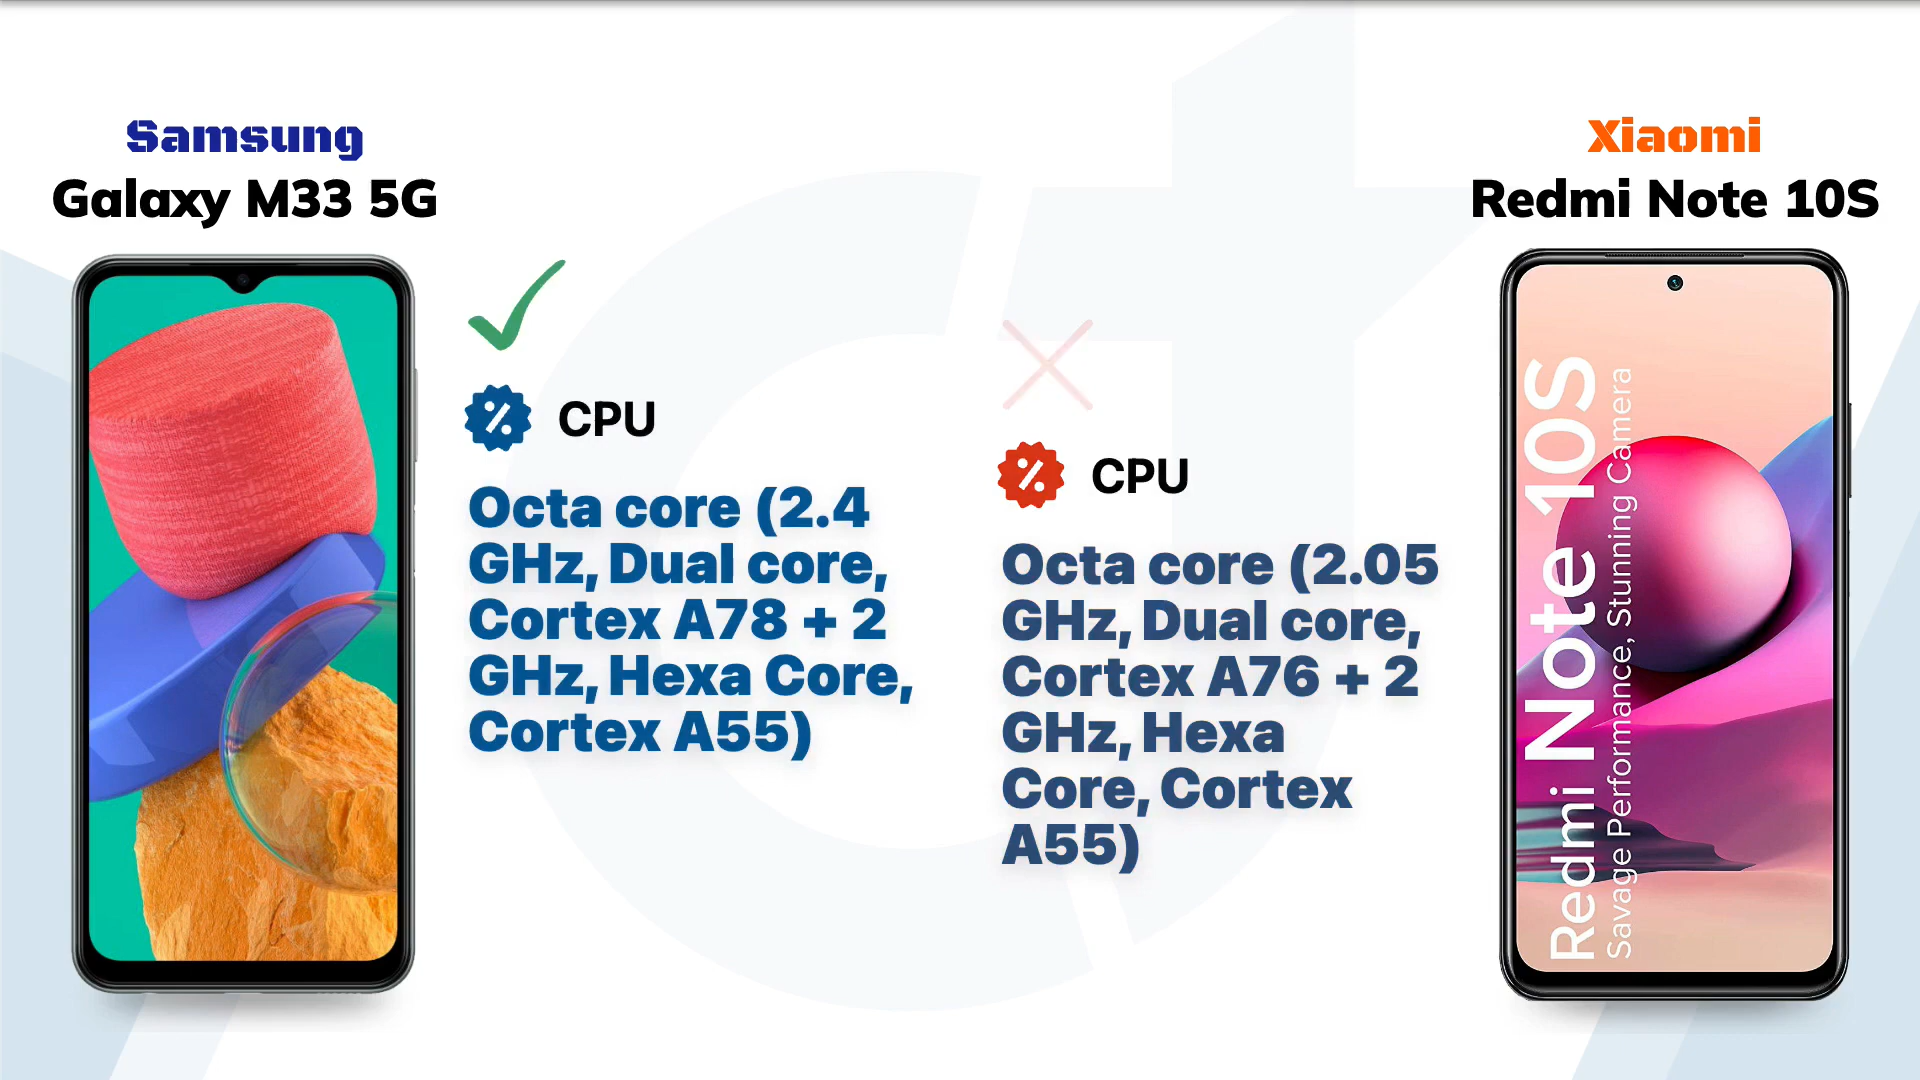 Samsung
Galaxy M33 5G
CPU
Octa core (2.4
GHz, Dual core,
Cortex A78 + 2
GHz, Hexa Core,
Cortex A55)
CPU
Octa core (2.05
GHz, Dual core,
Cortex A76 + 2
GHz, Hexa
Core, Cortex
A55)
Xiaomi
Redmi Note 10S
Redmi Note 10S
Savage Performance, Stunning Camera